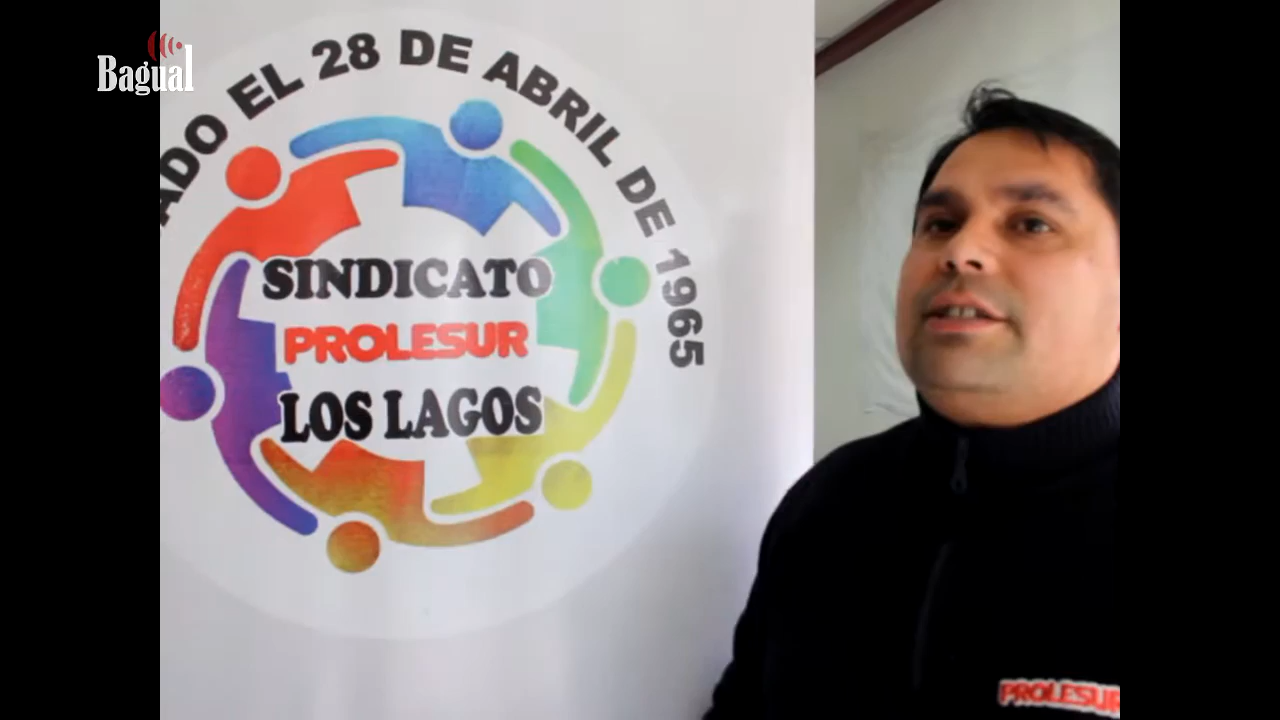 Bagual
ADO EL 28 DE ABRIL DE 1965
SINDICATO
PROLESUR
LOS LAGOS
PROLESUR